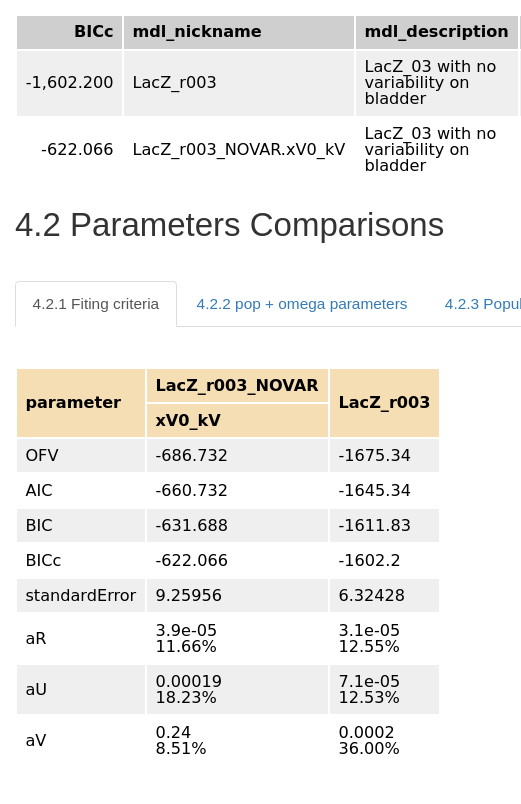 BICc mdl_nickname mdl_description
-1,602.200 LacZ_r003 LacZ_03 with no
variability on
bladder
-622.066 LacZ_r003_NOVAR.xV0_kV LacZ_03 with no
variability on
bladder
4.2 Parameters Comparisons
4.2.1 Fiting criteria 4.2.2 pop + omega parameters 4.2.3 Popul
parameter LacZ_r003_NOVAR LacZ_r003
xV0_kV
OFV -686.732 -1675.34
AIC -660.732 -1645.34
BIC -631.688 -1611.83
BICc -622.066 -1602.2
standardError 9.25956 6.32428
aR 3.9e-05 3.1e-05
11.66% 12.55%
aU 0.00019 7.1e-05
18.23% 12.53%
aV 0.24 0.0002
8.51% 36.00%